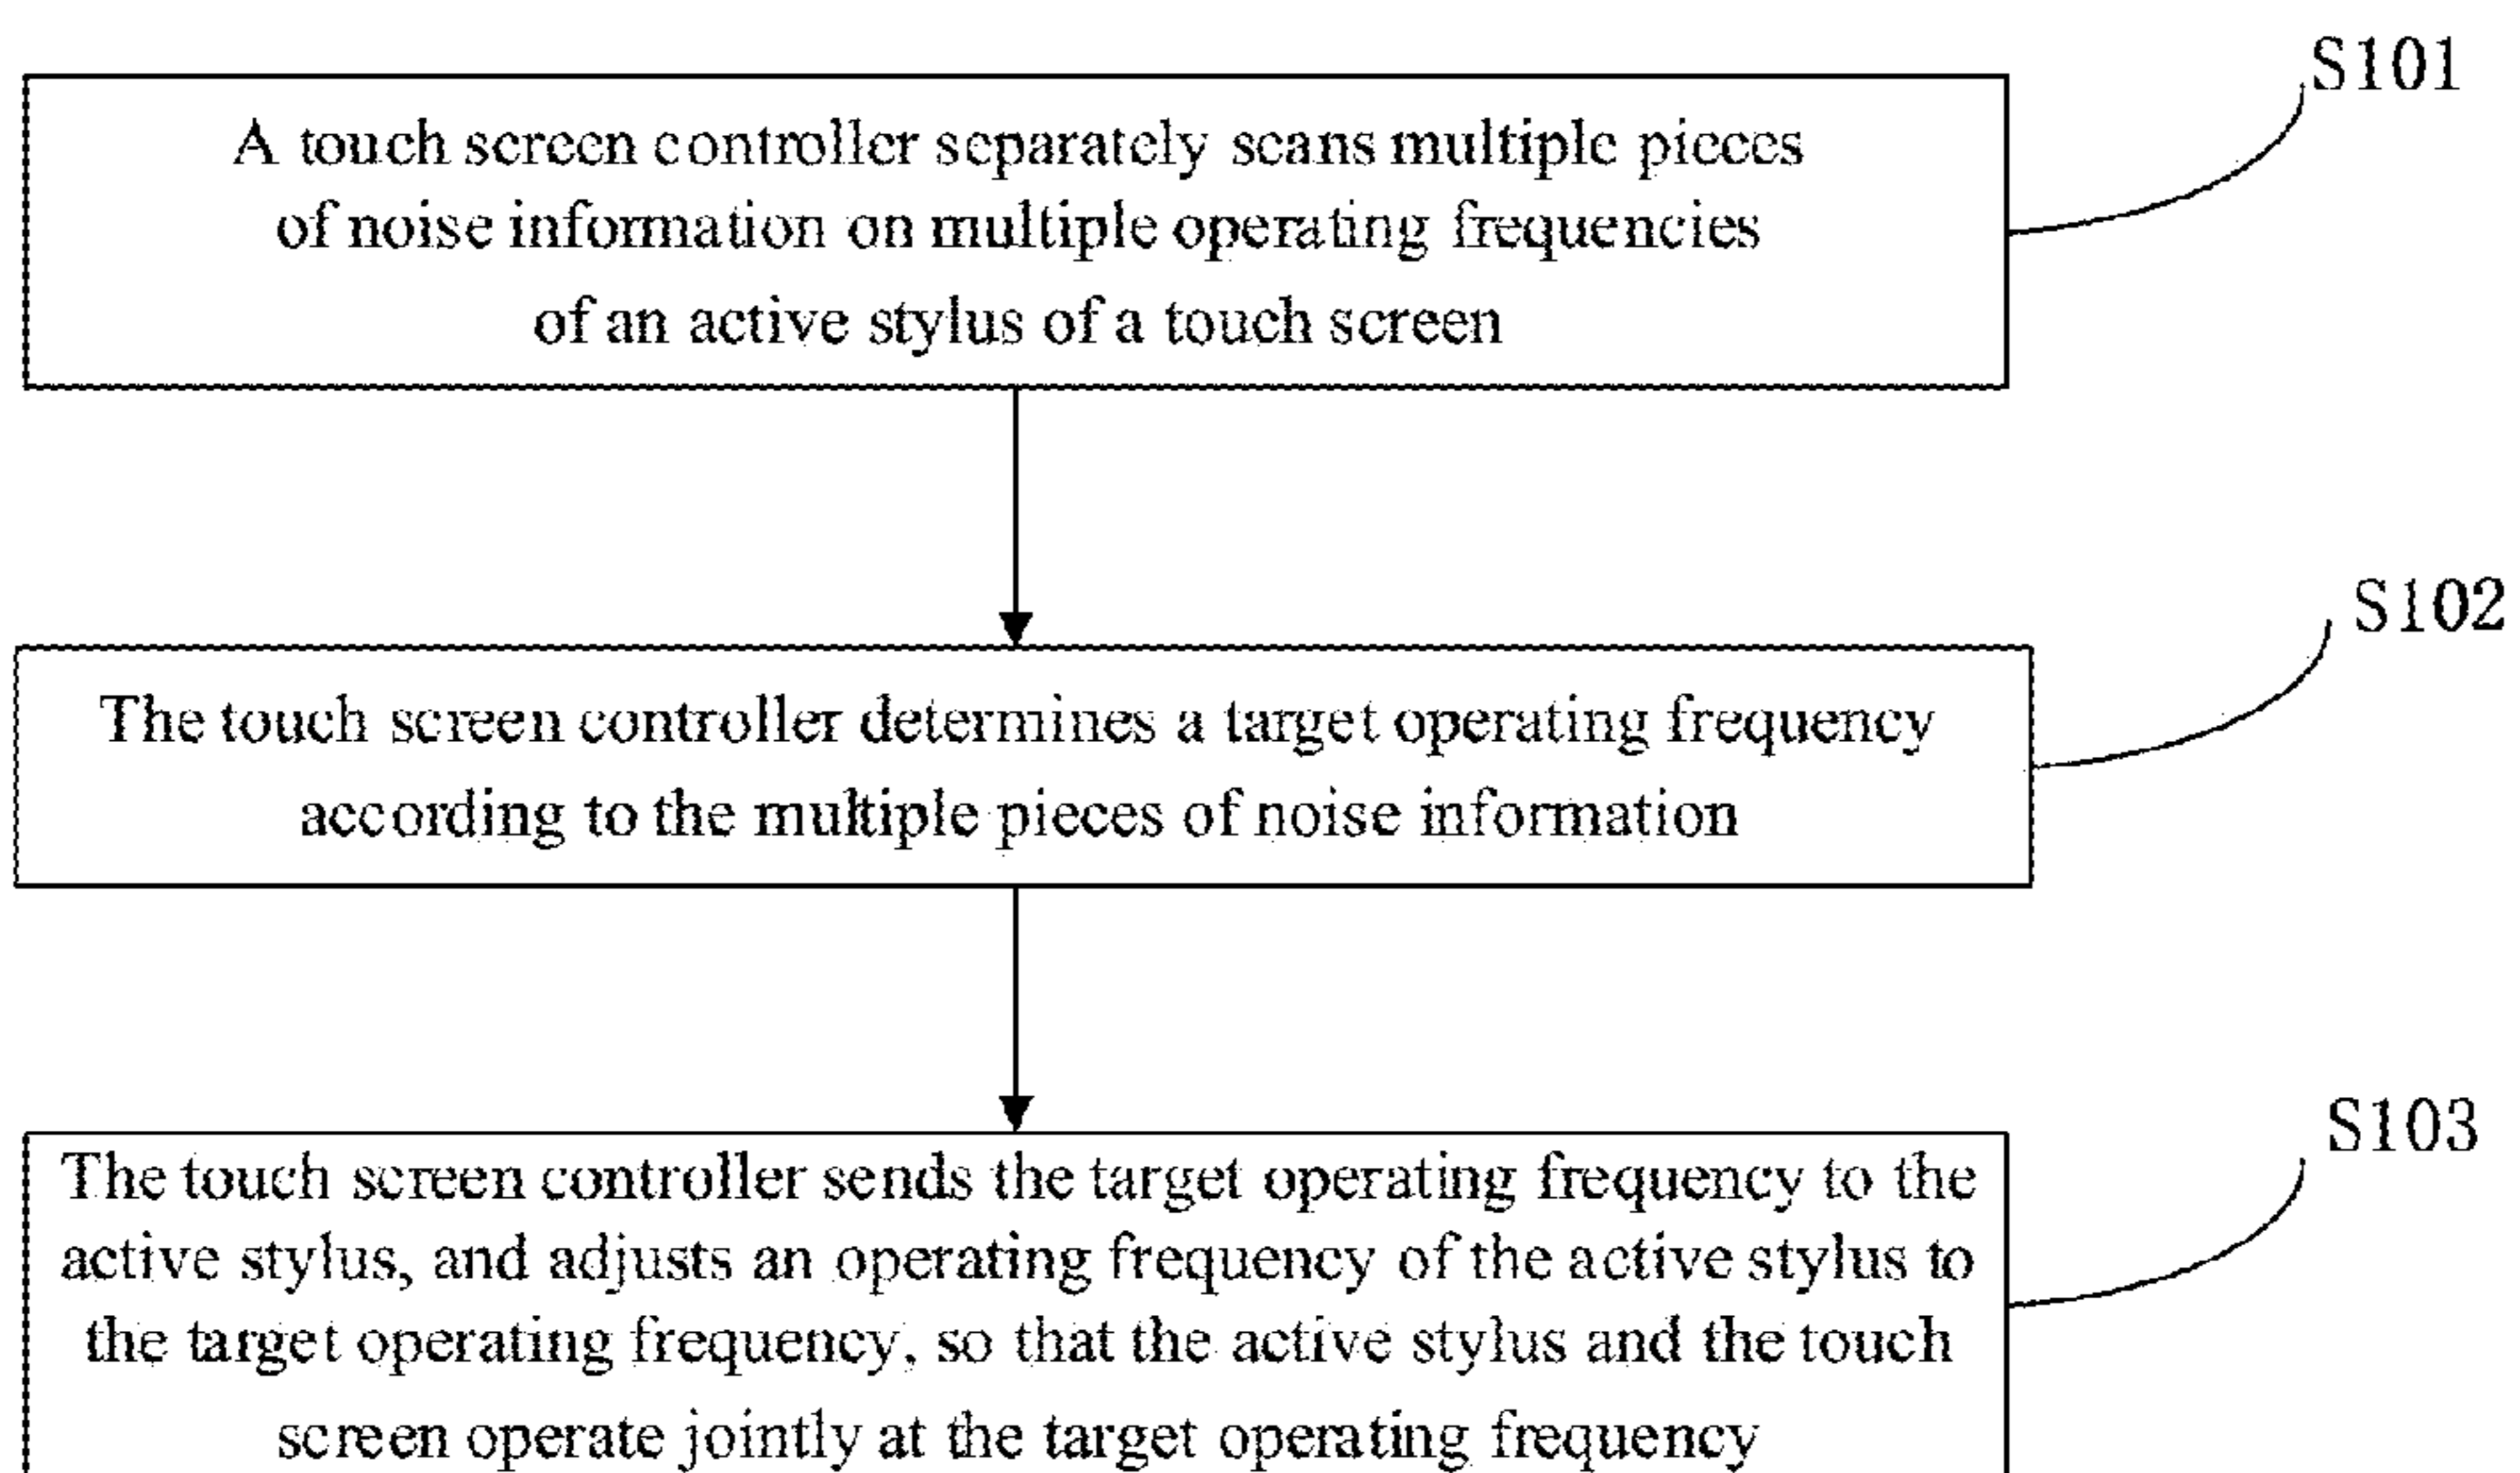 S101
A touch screen controller separately scans multiple pieces
of noise information on multiple operating frequencies
of an active stylus of a touch screen
S102
The touch screen controller determines a target operating frequency
according to the multiple pieces of noise information
S103
The touch screen controller sends the target operating frequency to the
active stylus, and adjusts an operating frequency of the active stylus to
the target operating frequency, so that the active stylus and the touch
screen operate jointly at the target operating frequency